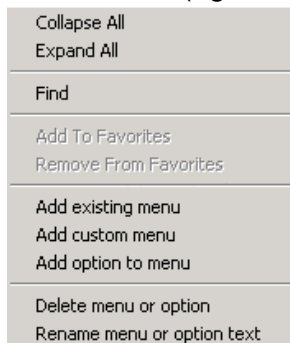 Collapse All
Expand All
Find
Add To Favorites
Remove From Favorites
Add existing menu
Add custom menu
Add option to menu
Delete menu or option
Rename menu or option text